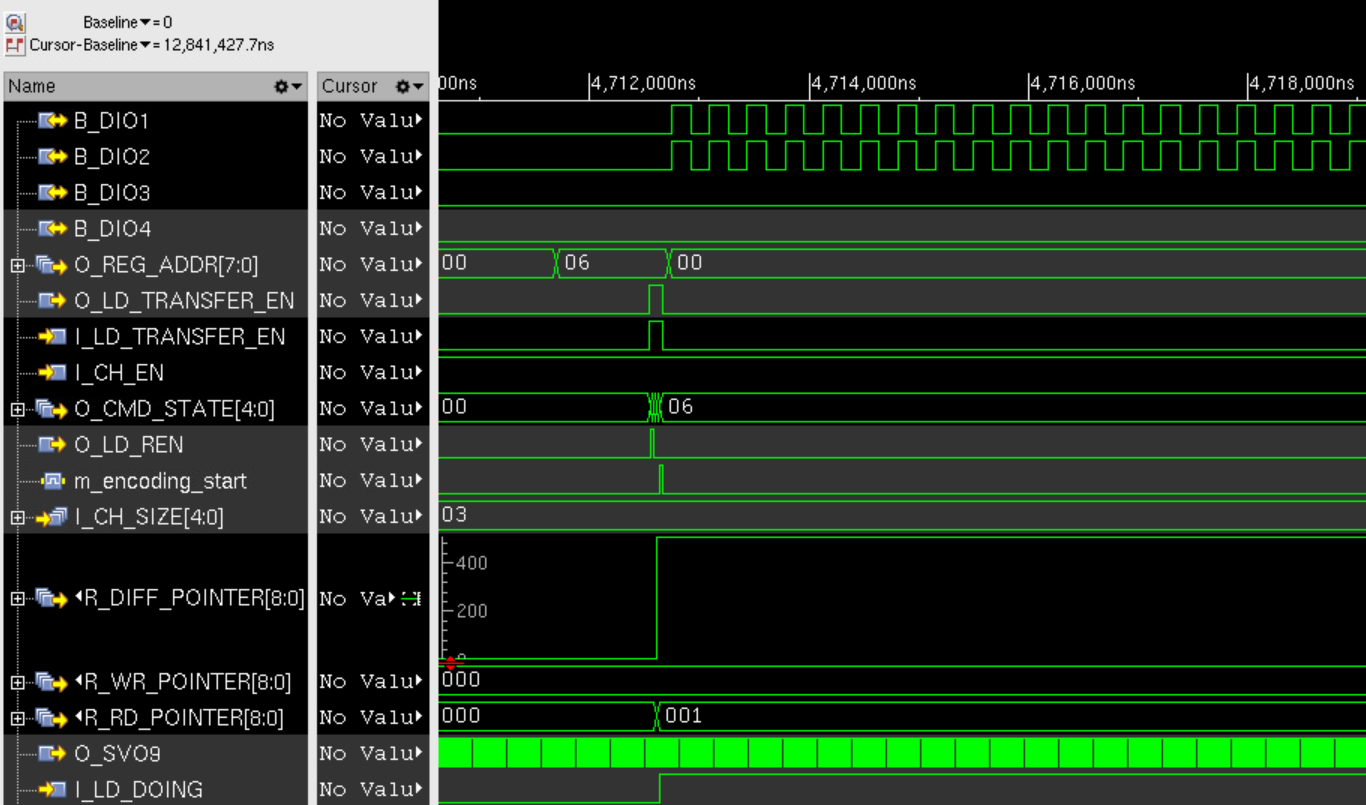 Baseline▼= 0
Cursor-Baseline▼= 12,841,427.7ns
Name Cursor 00ns 4,712,000ns 4,714,000ns 4,716,000ns 4,718,000ns
B_DIO1 No Valu
B_DIO2 No Valu
B_DIO3 No Valu
B_DIO4 No Valu
O_REG_ADDR[7:0] No Valu 00 06 00
O_LD_TRANSFER_EN No Valu
I_LD_TRANSFER_EN No Valu
I_CH_EN No Valu
O_CMD_STATE[4:0] No Valu 00 06
O_LD_REN No Valu
m_encoding_start No Valu
I_CH_SIZE[4:0] No Valu 03
400
R_DIFF_POINTER[8:0] No Va 200
0
R_WR_POINTER[8:0] No Valu 000
R_RD_POINTER[8:0] No Valu 000 001
O_SVO9 No Valu
I_LD_DOING No Valu